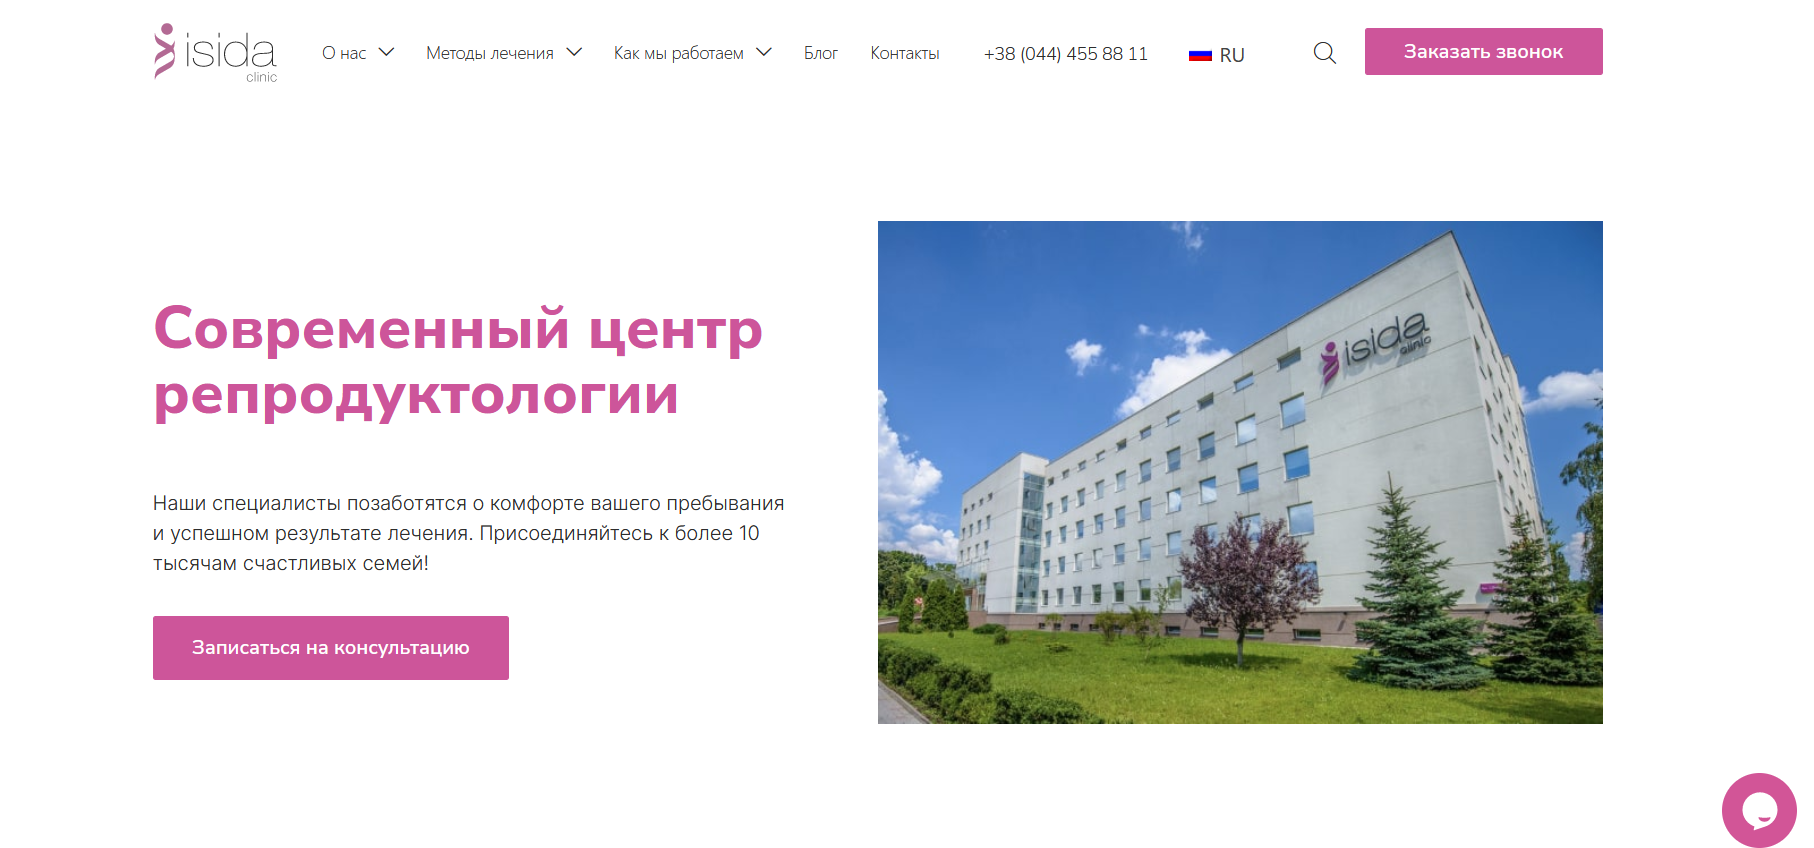 isida
clinic
О нас
Методы лечения
Как мы работаем
Блог
Контакты
+38 (044) 455 88 11
RU
Заказать звонок
Современный центр
репродуктологии
Наши специалисты позаботятся о комфорте вашего пребывания
и успешном результате лечения. Присоединяйтесь к более 10
тысячам счастливых семей!
Записаться на консультацию
isida
clinic